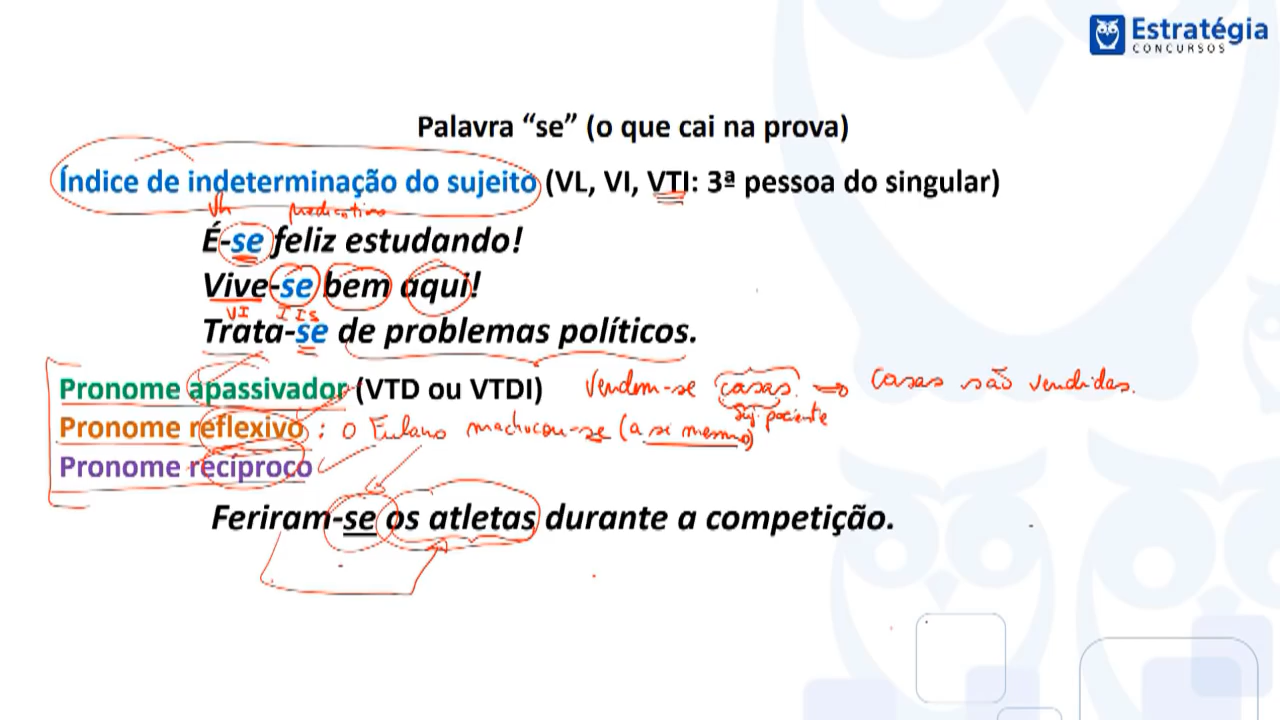 Estratégia
CONCURSOS
Palavra “se” (o que cai na prova)
Índice de indeterminação do sujeito (VL, VI, VTI: 3ª pessoa do singular)
predicativo
É-se feliz estudando!
Vive-se bem aqui!
VI IIS
Trata-se de problemas políticos.
Pronome apassivador (VTD ou VTDI) Vendem-se casas. ⇒ Casas são vendidas.
Suj. paciente
Pronome reflexivo : o Fulano machucou-se (a si mesmo)
Pronome recíproco
Feriram-se os atletas durante a competição.